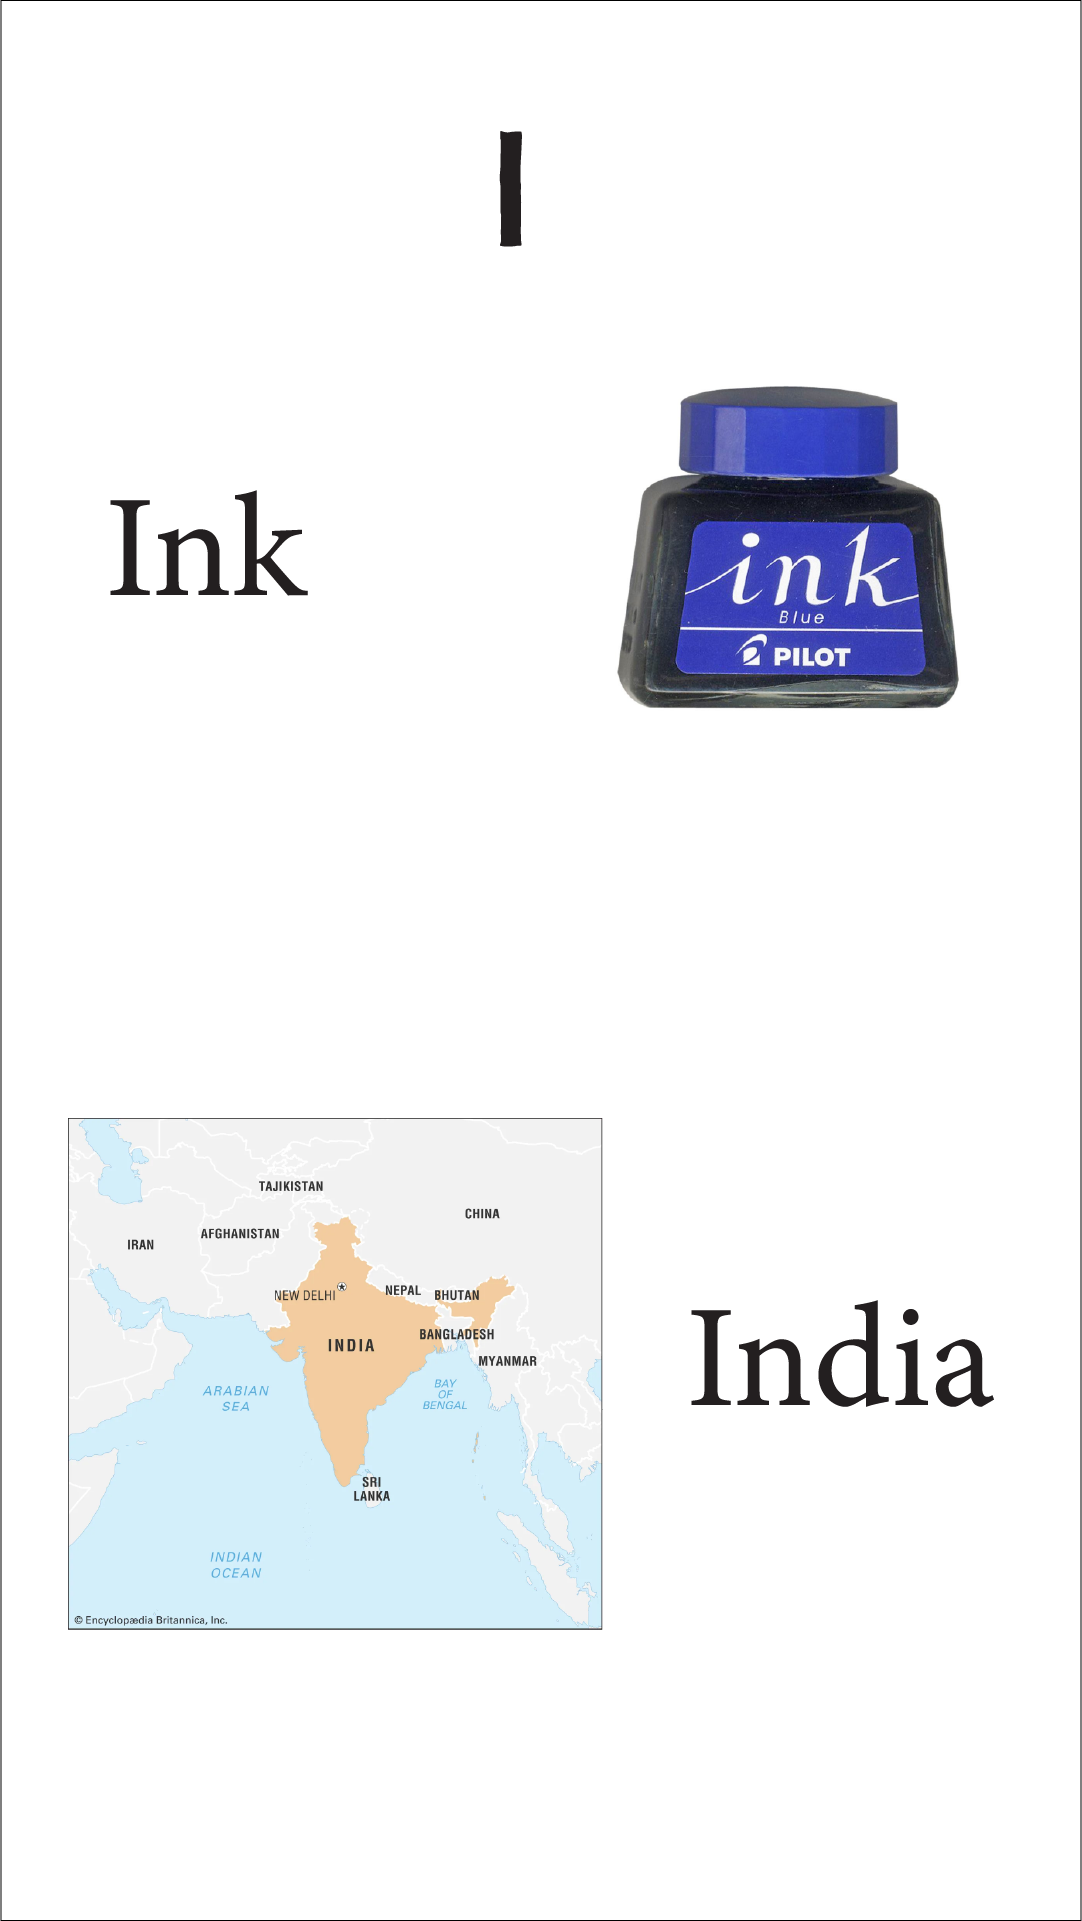 I
Ink
ink
Blue
PILOT
TAJIKISTAN
CHINA
AFGHANISTAN
IRAN
NEPAL
BHUTAN
NEW DELHI
BANGLADESH
INDIA
MYANMAR
ARABIAN
SEA
BAY
OF
BENGAL
SRI
LANKA
INDIAN
OCEAN
© Encyclopædia Britannica, Inc.
India